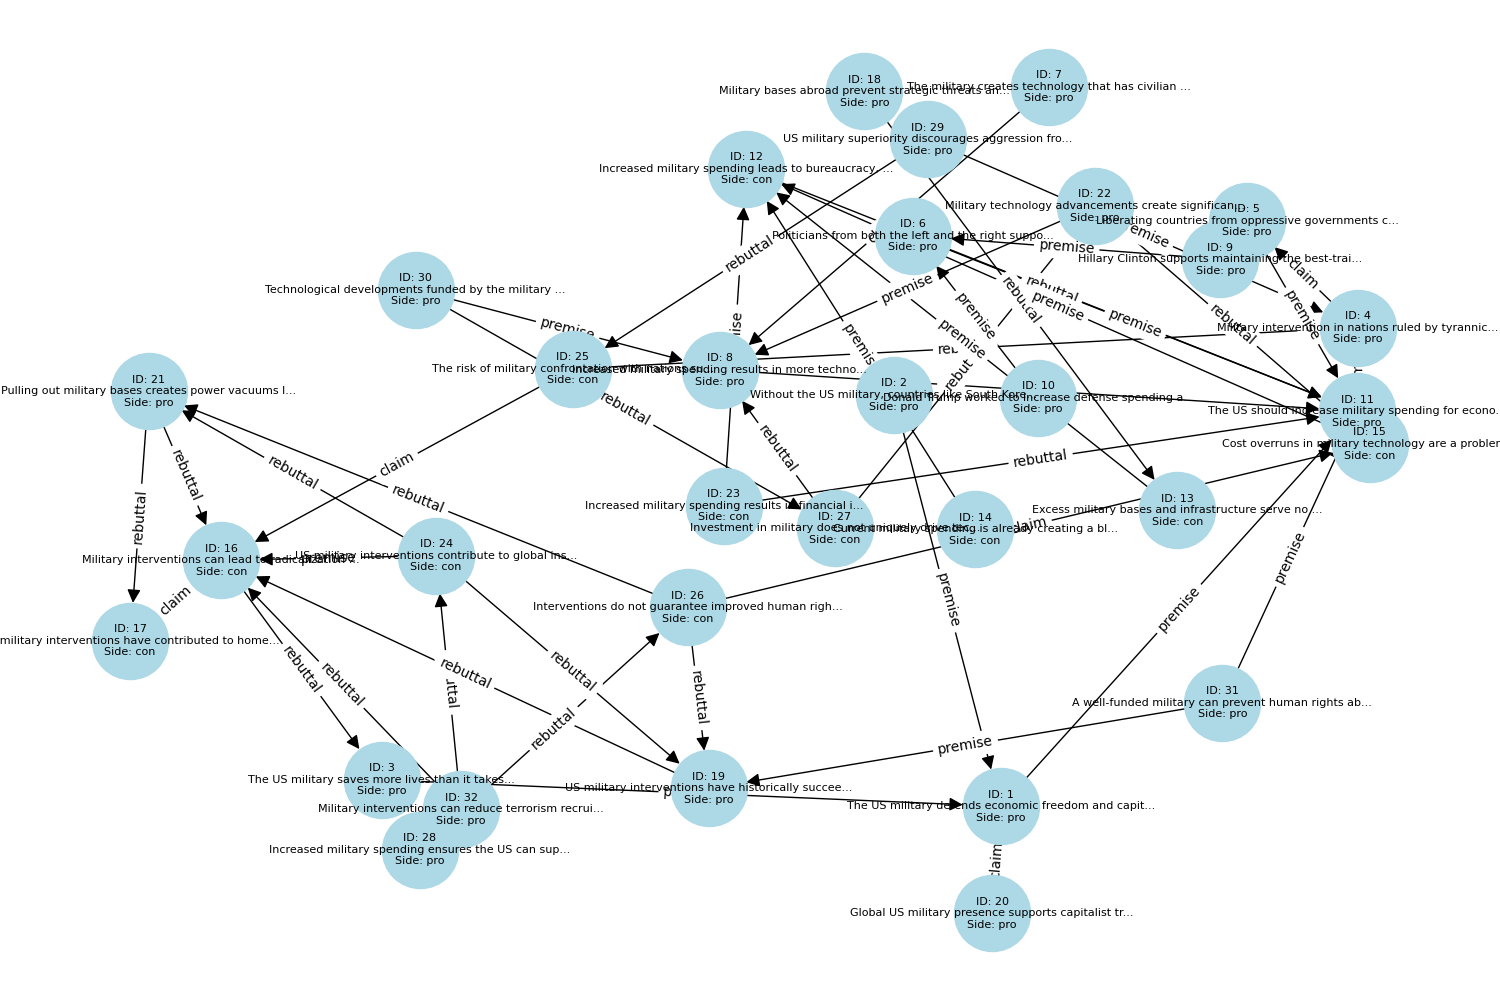 ID: 18
Military bases abroad prevent strategic threats an...
Side: pro
ID: 7
The military creates technology that has civilian ...
Side: pro
ID: 29
US military superiority discourages aggression fro...
Side: pro
ID: 12
Increased military spending leads to bureaucracy, ...
Side: con
ID: 22
Military technology advancements create significan...
Side: pro
ID: 5
Liberating countries from oppressive governments c...
Side: pro
ID: 6
Politicians from both the left and the right suppo...
Side: pro
ID: 9
Hillary Clinton supports maintaining the best-trai...
Side: pro
ID: 30
Technological developments funded by the military ...
Side: pro
ID: 4
Military intervention in nations ruled by tyrannic...
Side: pro
ID: 25
The risk of military confrontation with nations su...
Side: con
ID: 8
Increased military spending results in more techno...
Side: pro
ID: 21
Pulling out military bases creates power vacuums l...
Side: pro
ID: 2
Without the US military, countries like South Kore...
Side: pro
ID: 10
Donald Trump worked to increase defense spending a
Side: pro
ID: 11
The US should increase military spending for econo.
Side: pro
ID: 15
Cost overruns in military technology are a problem
Side: con
ID: 23
Increased military spending results in financial i...
Side: con
ID: 27
Investment in military does not uniquely drive tec...
Side: con
ID: 14
Current military spending is already creating a bl...
Side: con
ID: 13
Excess military bases and infrastructure serve no ...
Side: con
ID: 16
Military interventions can lead to radicalization
Side: con
ID: 24
US military interventions contribute to global ins...
Side: con
ID: 17
military interventions have contributed to home...
Side: con
ID: 26
Interventions do not guarantee improved human righ...
Side: con
ID: 31
A well-funded military can prevent human rights ab...
Side: pro
ID: 3
The US military saves more lives than it takes...
Side: pro
ID: 32
Military interventions can reduce terrorism recrui...
Side: pro
ID: 28
Increased military spending ensures the US can sup...
Side: pro
ID: 19
US military interventions have historically succee...
Side: pro
ID: 1
The US military defends economic freedom and capit...
Side: pro
ID: 20
Global US military presence supports capitalist tr...
Side: pro
rebuttal
premise
premise
claim
premise
rebuttal
premise
premise
rebuttal
premise
rebuttal
premise
premise
premise
premise
rebuttal
claim
rebuttal
rebuttal
rebuttal
rebuttal
rebuttal
rebuttal
rebuttal
claim
premise
claim
premise
premise
premise
rebuttal
rebuttal
rebuttal
rebuttal
rebuttal
rebuttal
premise
claim